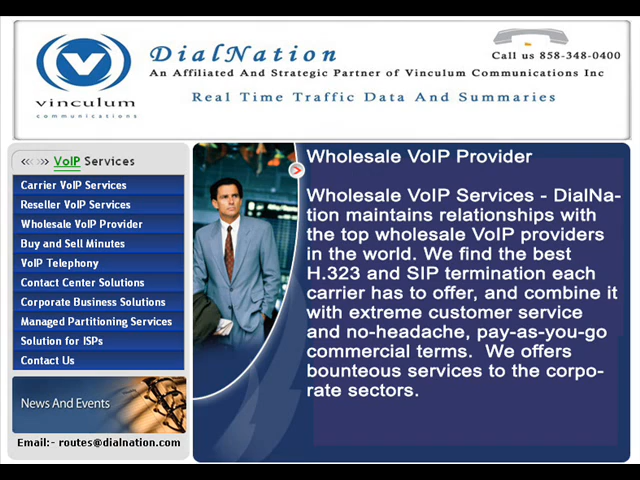 DialNation
Call us 858-348-0400
An Affiliated And Strategic Partner of Vinculum Communications Inc
vinculum
communications
Real Time Traffic Data And Summaries
VoIP Services
Carrier VoIP Services
Reseller VoIP Services
Wholesale VoIP Provider
Buy and Sell Minutes
VoIP Telephony
Contact Center Solutions
Corporate Business Solutions
Managed Partitioning Services
Solution for ISPs
Contact Us
News And Events
Email:- routes@dialnation.com
Wholesale VoIP Provider
Wholesale VoIP Services - DialNa-
tion maintains relationships with
the top wholesale VoIP providers
in the world. We find the best
H.323 and SIP termination each
carrier has to offer, and combine it
with extreme customer service
and no-headache, pay-as-you-go
commercial terms.  We offers
bounteous services to the corpo-
rate sectors.